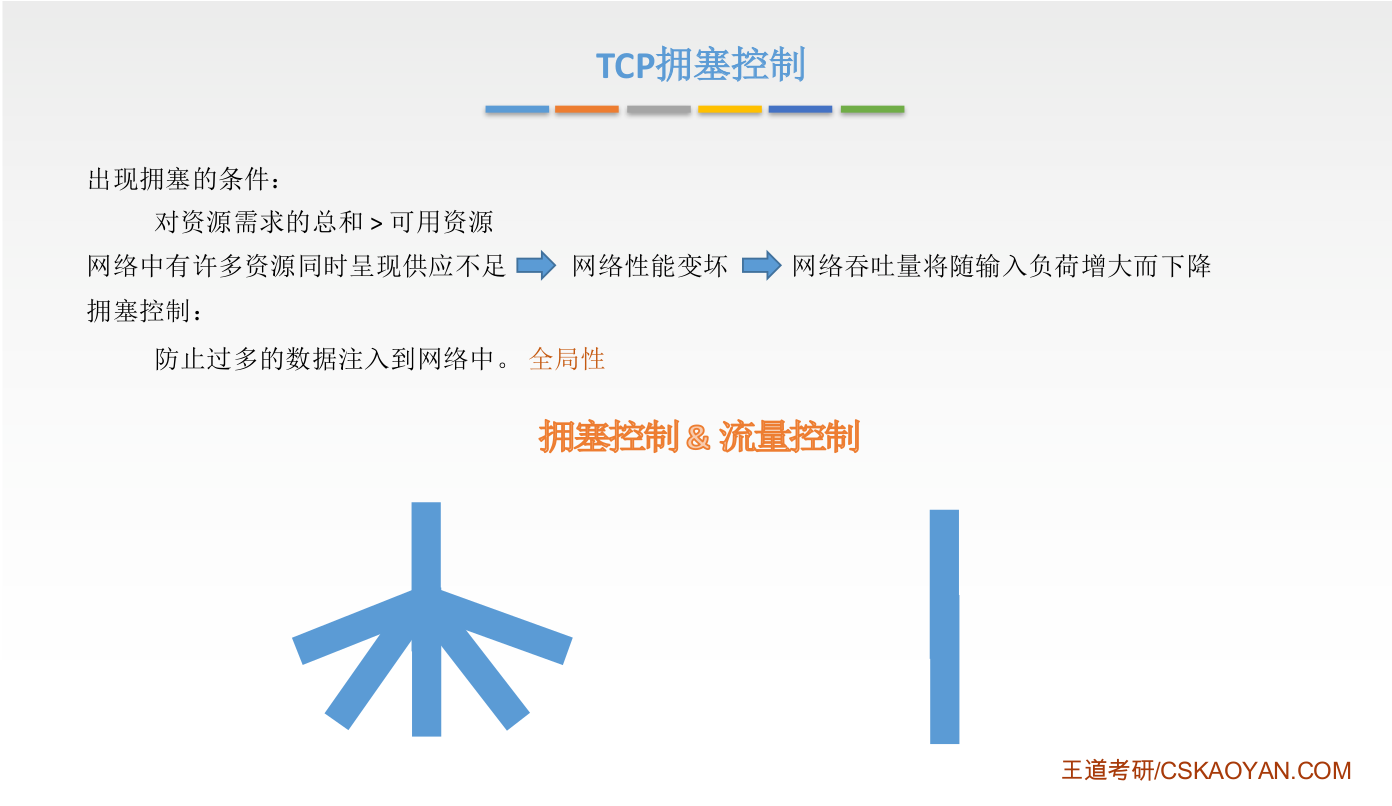 TCP拥塞控制
出现拥塞的条件：
对资源需求的总和 > 可用资源
网络中有许多资源同时呈现供应不足 网络性能变坏 网络吞吐量将随输入负荷增大而下降
拥塞控制：
防止过多的数据注入到网络中。 全局性
拥塞控制 & 流量控制
王道考研/CSKAOYAN.COM